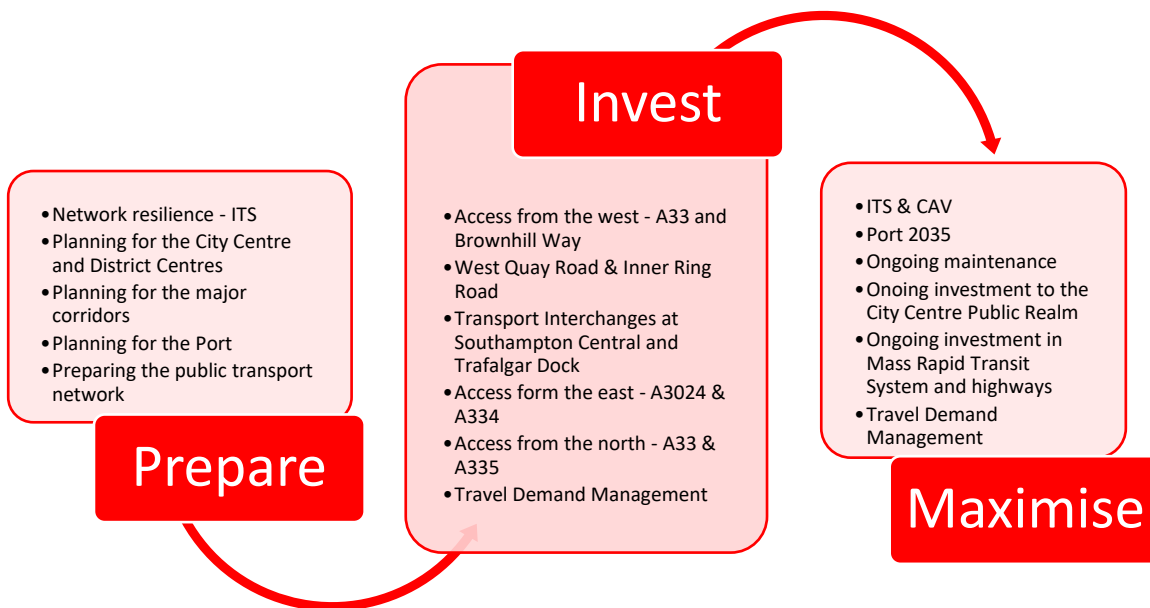 •Network resilience - ITS
•Planning for the City Centre
and District Centres
•Planning for the major
corridors
•Planning for the Port
•Preparing the public transport
network
Prepare
Invest
•Access from the west - A33 and
Brownhill Way
•West Quay Road & Inner Ring
Road
•Transport Interchanges at
Southampton Central and
Trafalgar Dock
•Access form the east - A3024 &
A334
•Access from the north - A33 &
A335
•Travel Demand Management
•ITS & CAV
•Port 2035
•Ongoing maintenance
•Onoing investment to the
City Centre Public Realm
•Ongoing investment in
Mass Rapid Transit
System and highways
•Travel Demand
Management
Maximise